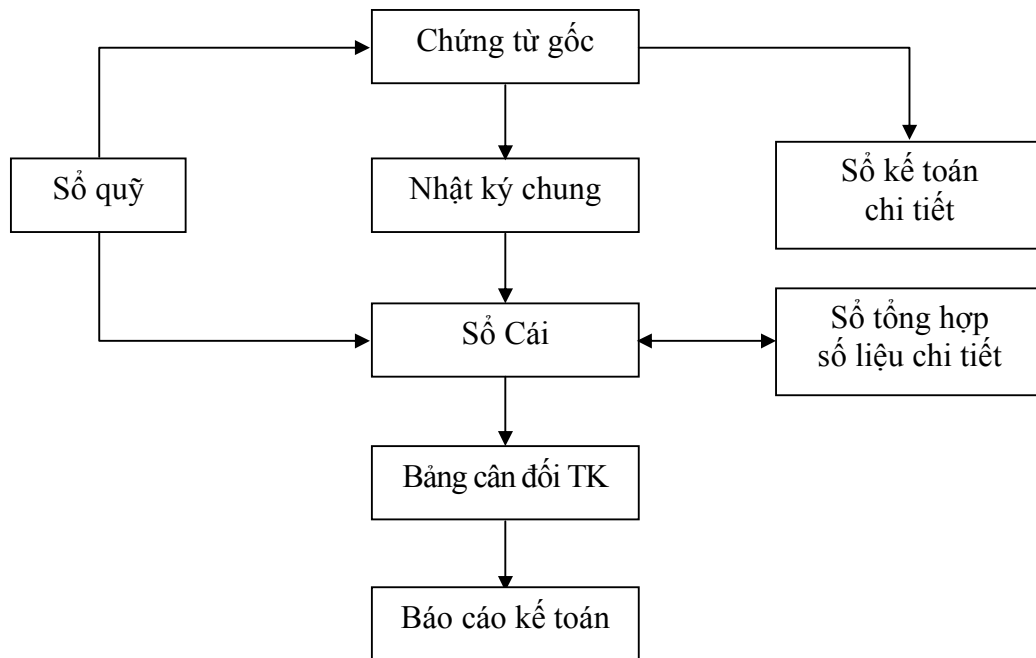 Chứng từ gốc
Sổ quỹ
Nhật ký chung
Sổ kế toán
chi tiết
Sổ Cái
Sổ tổng hợp
số liệu chi tiết
Bảng cân đối TK
Báo cáo kế toán